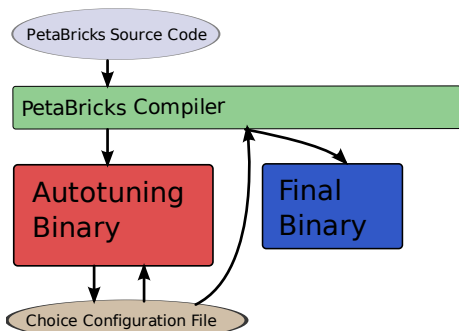 PetaBricks Source Code
PetaBricks Compiler
Autotuning
Binary
Final
Binary
Choice Configuration File